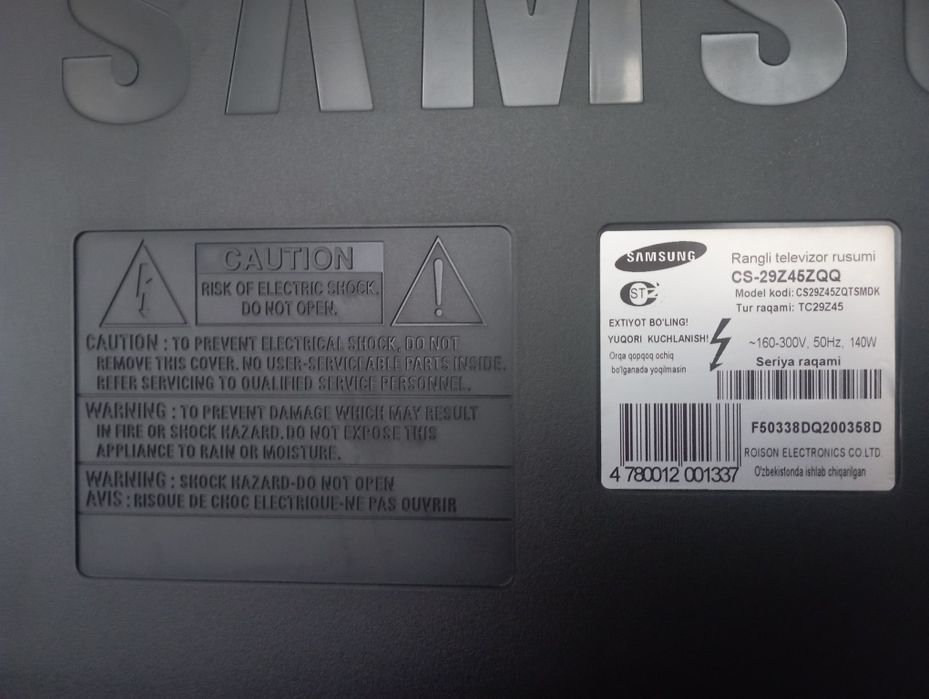 SAMSU
CAUTION
RISK OF ELECTRIC SHOCK.
DO NOT OPEN.
CAUTION : TO PREVENT ELECTRICAL SHOCK, DO NOT
REMOVE THIS COVER. NO USER-SERVICEABLE PARTS INSIDE.
REFER SERVICING TO QUALIFIED SERVICE PERSONNEL.
WARNING : TO PREVENT DAMAGE WHICH MAY RESULT
IN FIRE OR SHOCK HAZARD. DO NOT EXPOSE THIS
APPLIANCE TO RAIN OR MOISTURE.
WARNING : SHOCK HAZARD-DO NOT OPEN
AVIS : RISQUE DE CHOC ELECTRIQUE-NE PAS OUVRIR
SAMSUNG
Rangli televizor rusumi
CS-29Z45ZQQ
Model kodi: CS29Z45ZQTSMDK
Tur raqami: TC29Z45
EXTIYOT BO'LING!
YUQORI KUCHLANISH!
Orqa qopqoq ochiq
bo'lganada yoqilmasin
~160-300V, 50Hz, 140W
Seriya raqami
F50338DQ200358D
4 780012 001337
ROISON ELECTRONICS CO.LTD.
O'zbekistonda ishlab chiqarilgan